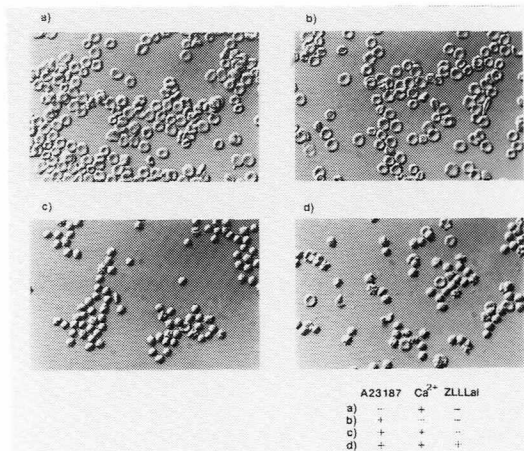 a)
b)
c)
d)
A23187 Ca²⁺ ZLLLal
a) − + −
b) + − −
c) + + −
d) + + +